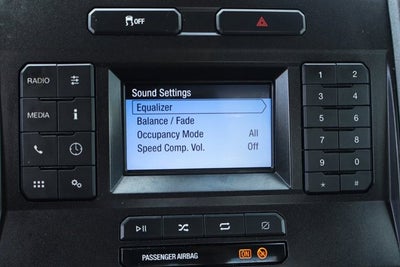 OFF
RADIO
MEDIA
i
Sound Settings
Equalizer
Balance / Fade
Occupancy Mode All
Speed Comp. Vol. Off
1 2
3 4
5 6
7 8
9 0
* #
PASSENGER AIRBAG ON